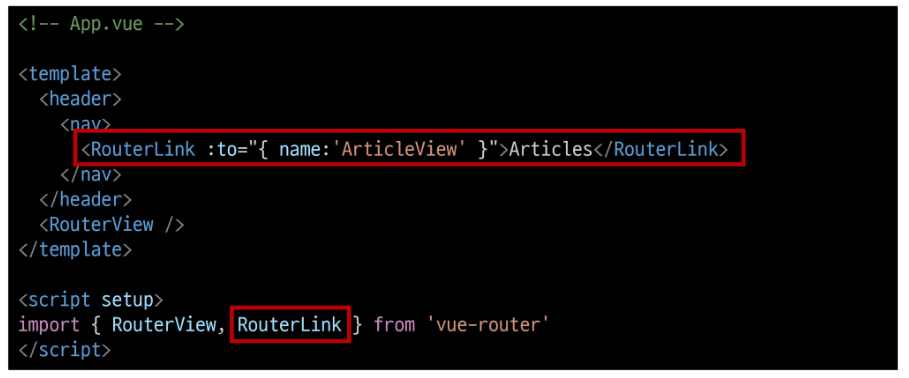 <!-- App.vue -->
<template>
<header>
<nav>
<RouterLink :to="{ name:'ArticleView' }">Articles</RouterLink>
</nav>
</header>
<RouterView />
</template>
<script setup>
import { RouterView, RouterLink } from 'vue-router'
</script>